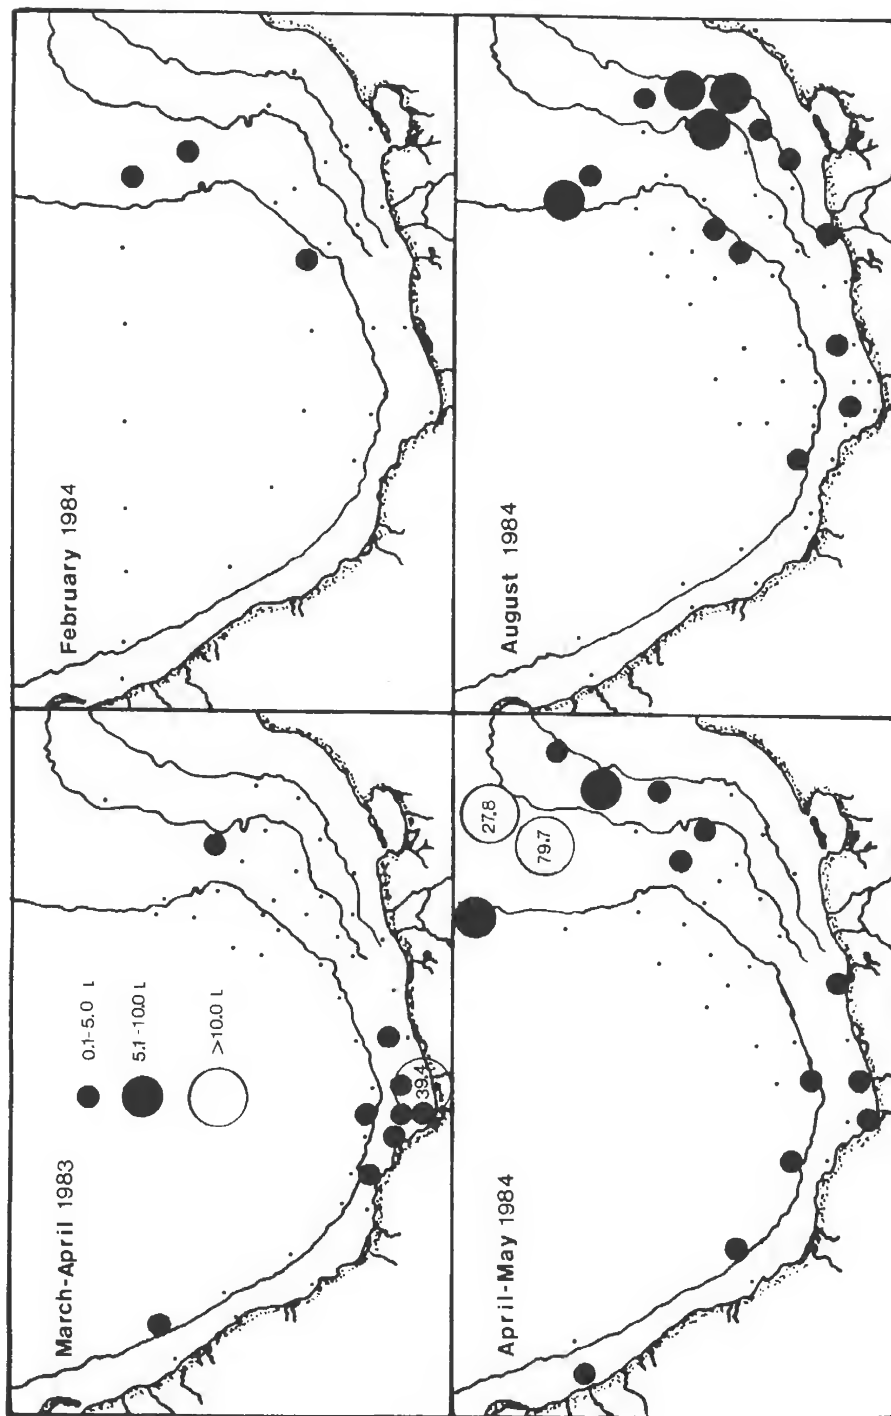 March-April 1983
0.1-5.0 L
5.1-10.0 L
>10.0 L
39.4
February 1984
April-May 1984
27.8
79.7
August 1984